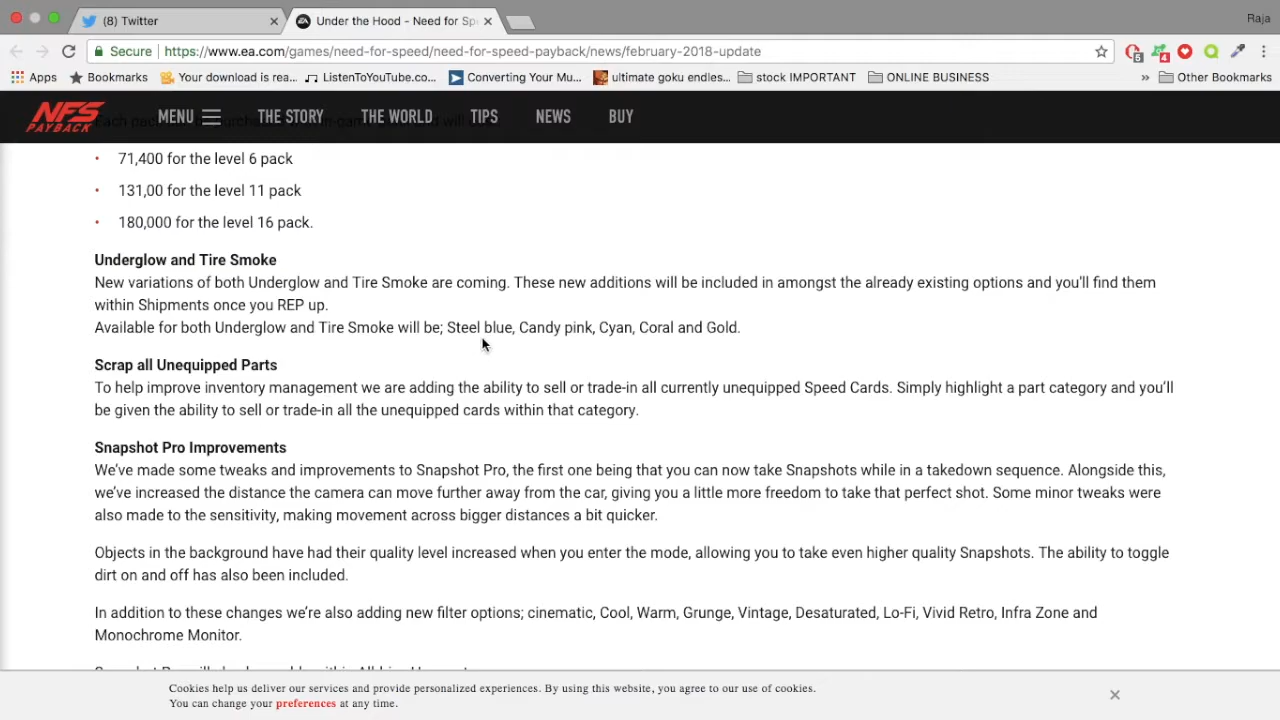 (8) Twitter
Under the Hood - Need for Sp
Raja
Secure https://www.ea.com/games/need-for-speed/need-for-speed-payback/news/february-2018-update
5
4
Apps Bookmarks Your download is rea... ListenToYouTube.co... Converting Your Mu... ultimate goku endles... stock IMPORTANT ONLINE BUSINESS » Other Bookmarks
NFS PAYBACK MENU THE STORY THE WORLD TIPS NEWS BUY
• 71,400 for the level 6 pack
• 131,00 for the level 11 pack
• 180,000 for the level 16 pack.
Underglow and Tire Smoke
New variations of both Underglow and Tire Smoke are coming. These new additions will be included in amongst the already existing options and you'll find them
within Shipments once you REP up.
Available for both Underglow and Tire Smoke will be; Steel blue, Candy pink, Cyan, Coral and Gold.
Scrap all Unequipped Parts
To help improve inventory management we are adding the ability to sell or trade-in all currently unequipped Speed Cards. Simply highlight a part category and you'll
be given the ability to sell or trade-in all the unequipped cards within that category.
Snapshot Pro Improvements
We've made some tweaks and improvements to Snapshot Pro, the first one being that you can now take Snapshots while in a takedown sequence. Alongside this,
we've increased the distance the camera can move further away from the car, giving you a little more freedom to take that perfect shot. Some minor tweaks were
also made to the sensitivity, making movement across bigger distances a bit quicker.
Objects in the background have had their quality level increased when you enter the mode, allowing you to take even higher quality Snapshots. The ability to toggle
dirt on and off has also been included.
In addition to these changes we're also adding new filter options; cinematic, Cool, Warm, Grunge, Vintage, Desaturated, Lo-Fi, Vivid Retro, Infra Zone and
Monochrome Monitor.
Cookies help us deliver our services and provide personalized experiences. By using this website, you agree to our use of cookies.
You can change your preferences at any time.